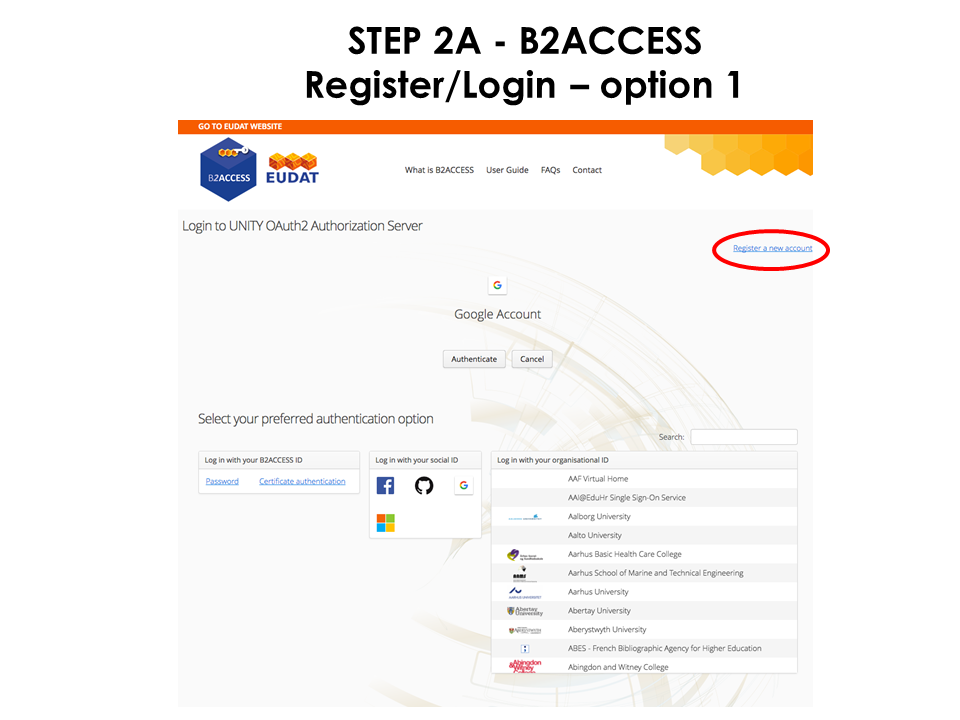 STEP 2A - B2ACCESS
Register/Login – option 1
GO TO EUDAT WEBSITE
B2ACCESS
EUDAT
What is B2ACCESS User Guide FAQs Contact
Login to UNITY OAuth2 Authorization Server
Register a new account
Google Account
Authenticate Cancel
Select your preferred authentication option
Search:
Log in with your B2ACCESS ID
Password Certificate authentication
Log in with your social ID
Log in with your organisational ID
AAF Virtual Home
AAI@EduHr Single Sign-On Service
Aalborg University
Aalto University
Aarhus Basic Health Care College
Aarhus School of Marine and Technical Engineering
Aarhus University
Abertay University
Abertay University
Aberystwyth University
ABES - French Bibliographic Agency for Higher Education
Abingdon and Witney College